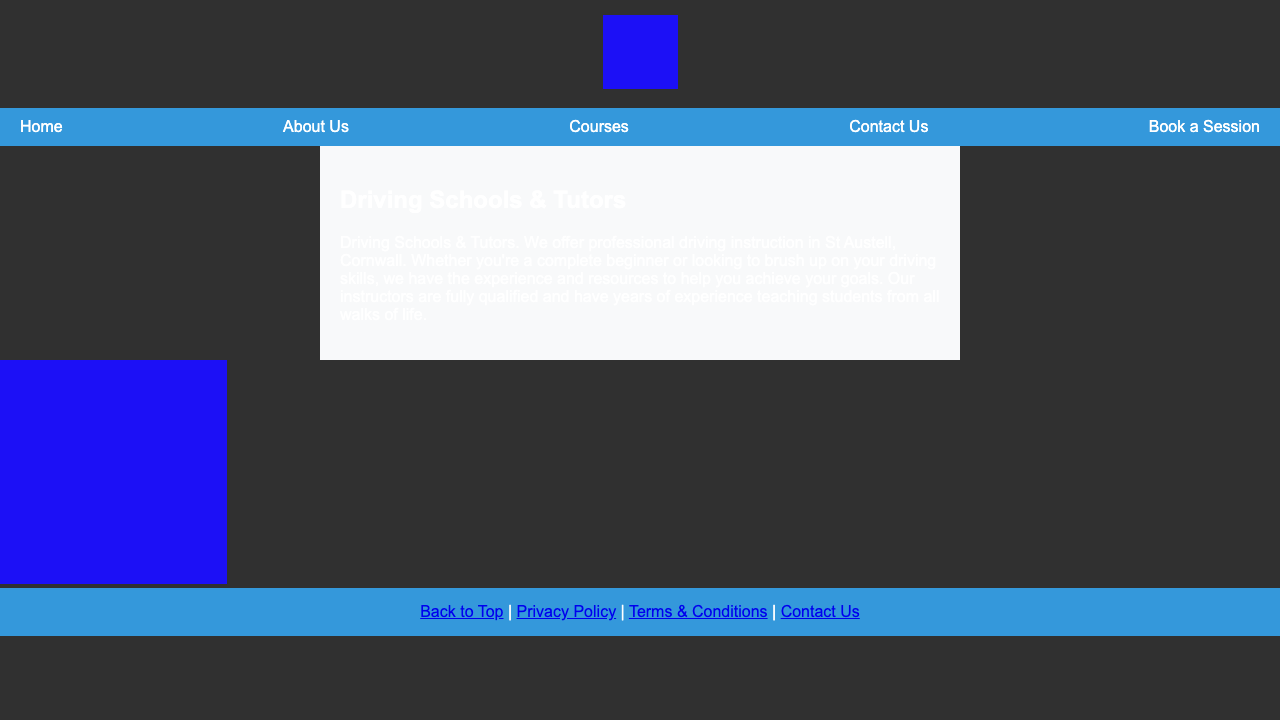 Home About Us Courses Contact Us Book a Session
Driving Schools & Tutors
Driving Schools & Tutors. We offer professional driving instruction in St Austell,
Cornwall. Whether you're a complete beginner or looking to brush up on your driving
skills, we have the experience and resources to help you achieve your goals. Our
instructors are fully qualified and have years of experience teaching students from all
walks of life.
Back to Top | Privacy Policy | Terms & Conditions | Contact Us